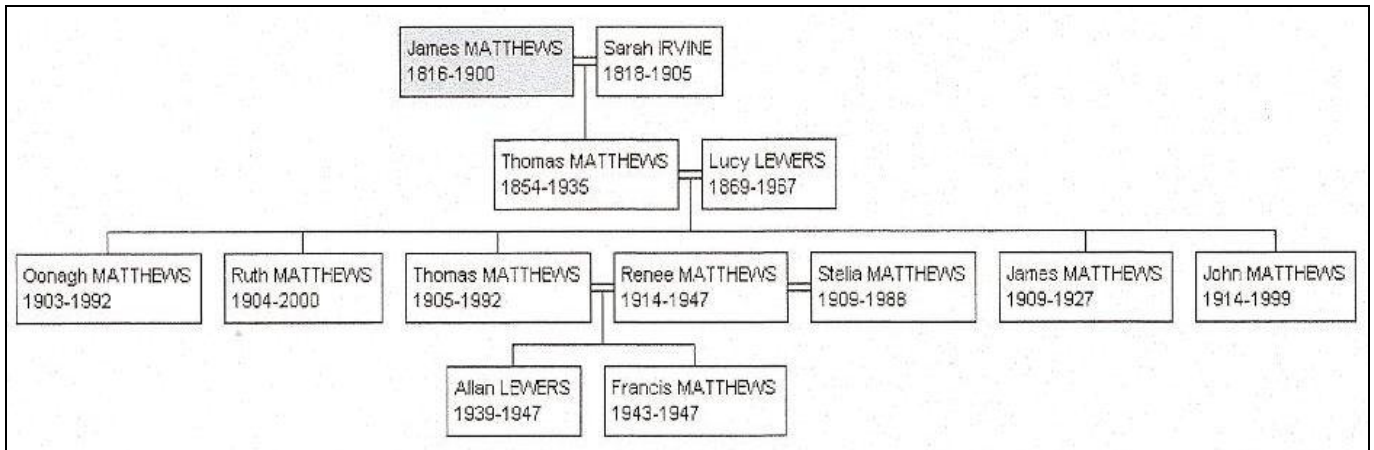 James MATTHEWS
1816-1900
Sarah IRVINE
1818-1905
Thomas MATTHEWS
1854-1935
Lucy LEWERS
1869-1967
Oonagh MATTHEWS
1903-1992
Ruth MATTHEWS
1904-2000
Thomas MATTHEWS
1905-1992
Renee MATTHEWS
1914-1947
Stella MATTHEWS
1909-1988
James MATTHEWS
1909-1927
John MATTHEWS
1914-1999
Allan LEWERS
1939-1947
Francis MATTHEWS
1943-1947